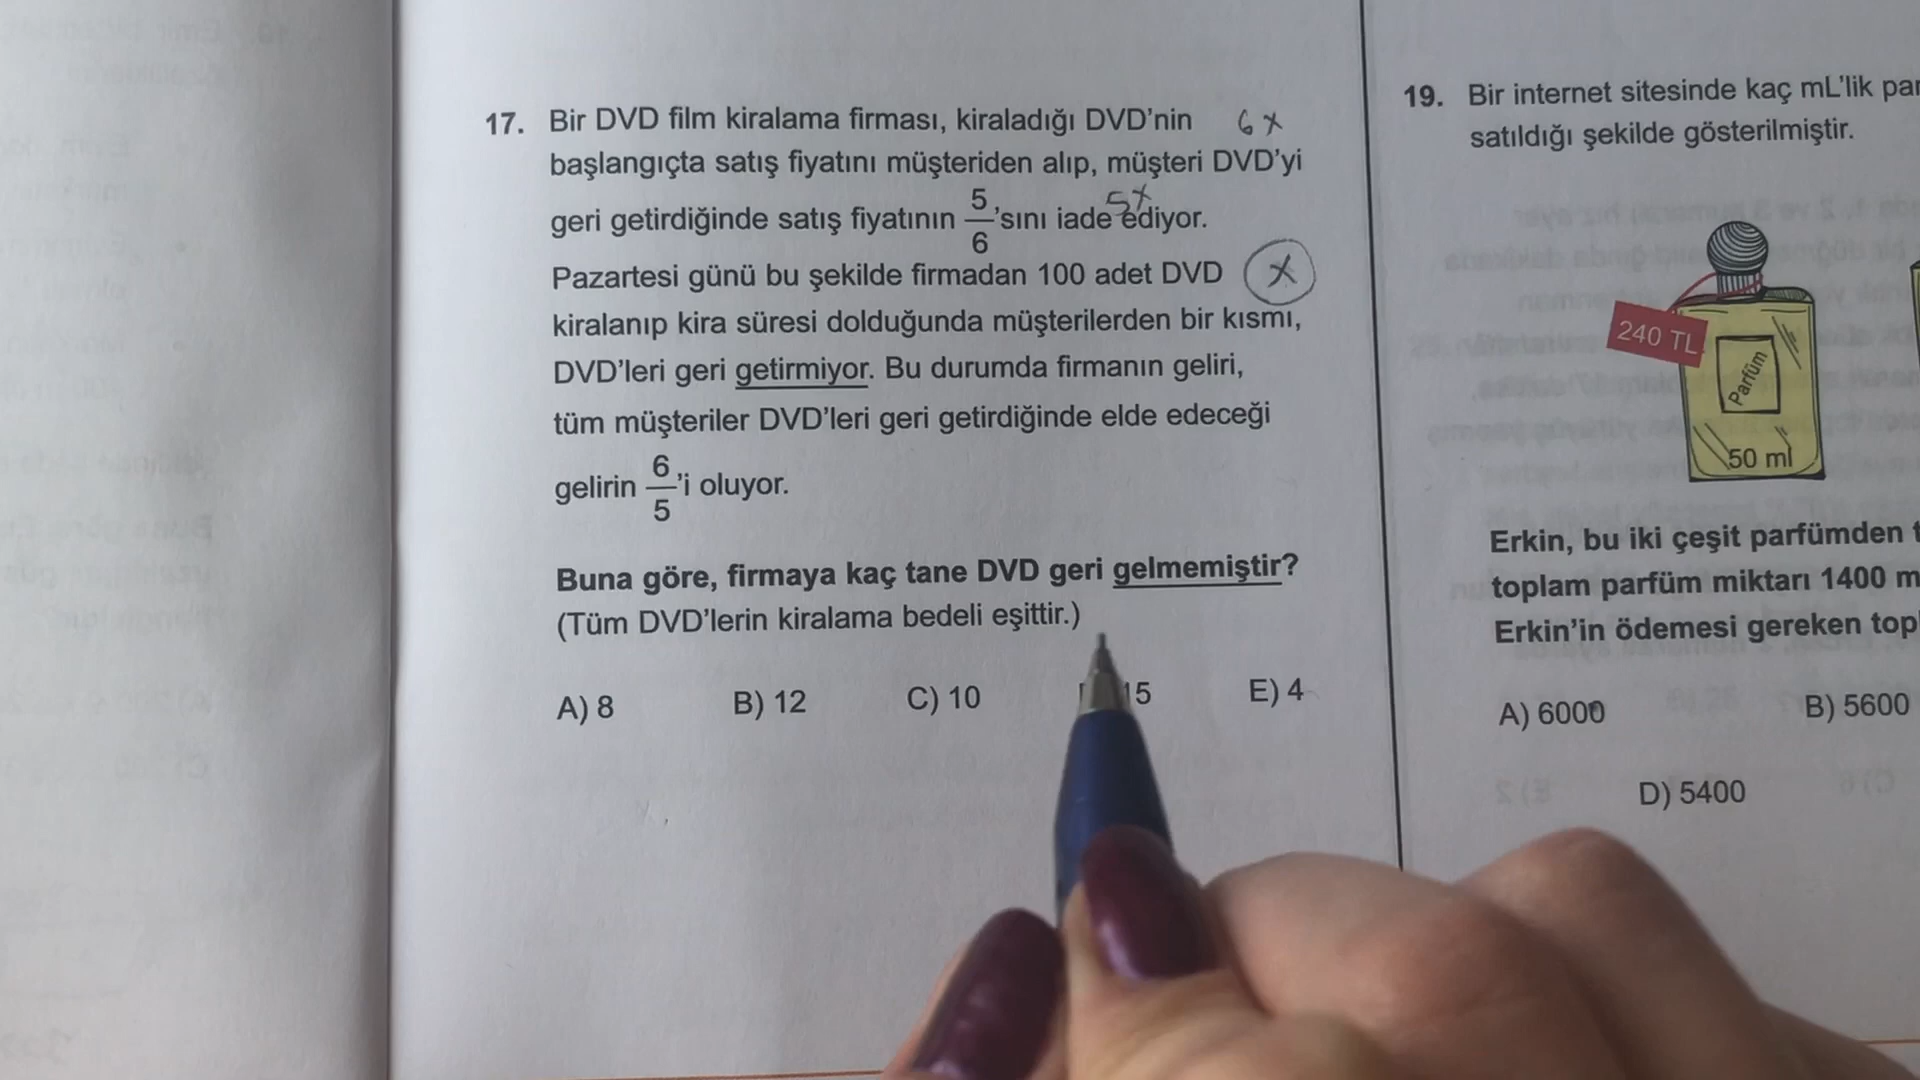 17. Bir DVD film kiralama firması, kiraladığı DVD'nin 6x
başlangıçta satış fiyatını müşteriden alıp, müşteri DVD'yi
geri getirdiğinde satış fiyatının 5/6'sını iade ediyor. 5x
Pazartesi günü bu şekilde firmadan 100 adet DVD x
kiralanıp kira süresi dolduğunda müşterilerden bir kısmı,
DVD'leri geri getirmiyor. Bu durumda firmanın geliri,
tüm müşteriler DVD'leri geri getirdiğinde elde edeceği
gelirin 6/5'i oluyor.
Buna göre, firmaya kaç tane DVD geri gelmemiştir?
(Tüm DVD'lerin kiralama bedeli eşittir.)
A) 8 B) 12 C) 10 15 E) 4
19. Bir internet sitesinde kaç mL'lik
satıldığı şekilde gösterilmiştir.
240 TL
Parfüm
50 ml
Erkin, bu iki çeşit parfümden
toplam parfüm miktarı 1400
Erkin'in ödemesi gereken
A) 6000 B) 5600
D) 5400